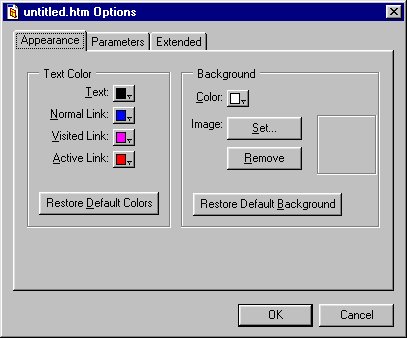 untitled.htm Options
Appearance Parameters Extended
Text Color
Text:
Normal Link:
Visited Link:
Active Link:
Restore Default Colors
Background
Color:
Image: Set...
Remove
Restore Default Background
OK Cancel